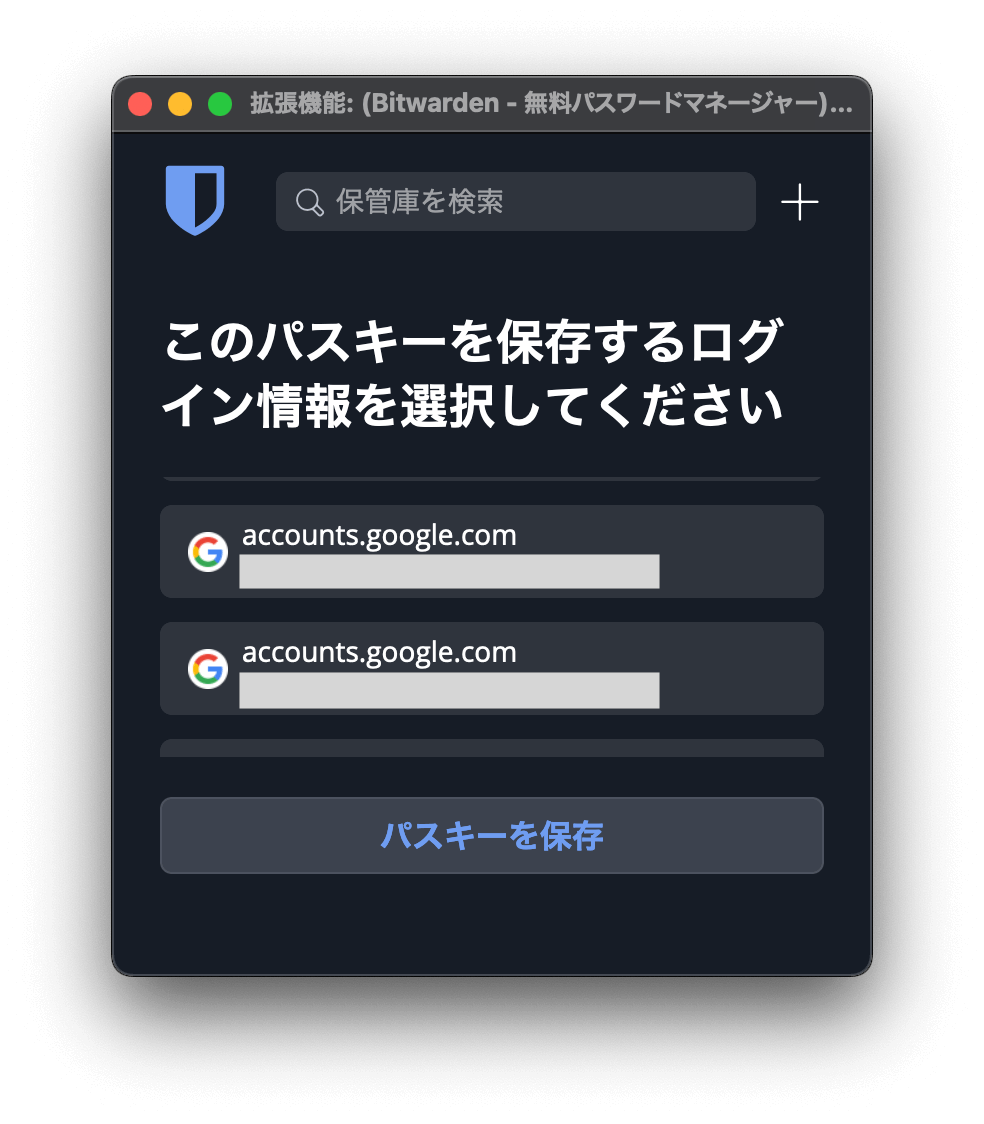 拡張機能: (Bitwarden - 無料パスワードマネージャー)...
保管庫を検索
このパスキーを保存するログ
イン情報を選択してください
accounts.google.com
accounts.google.com
パスキーを保存